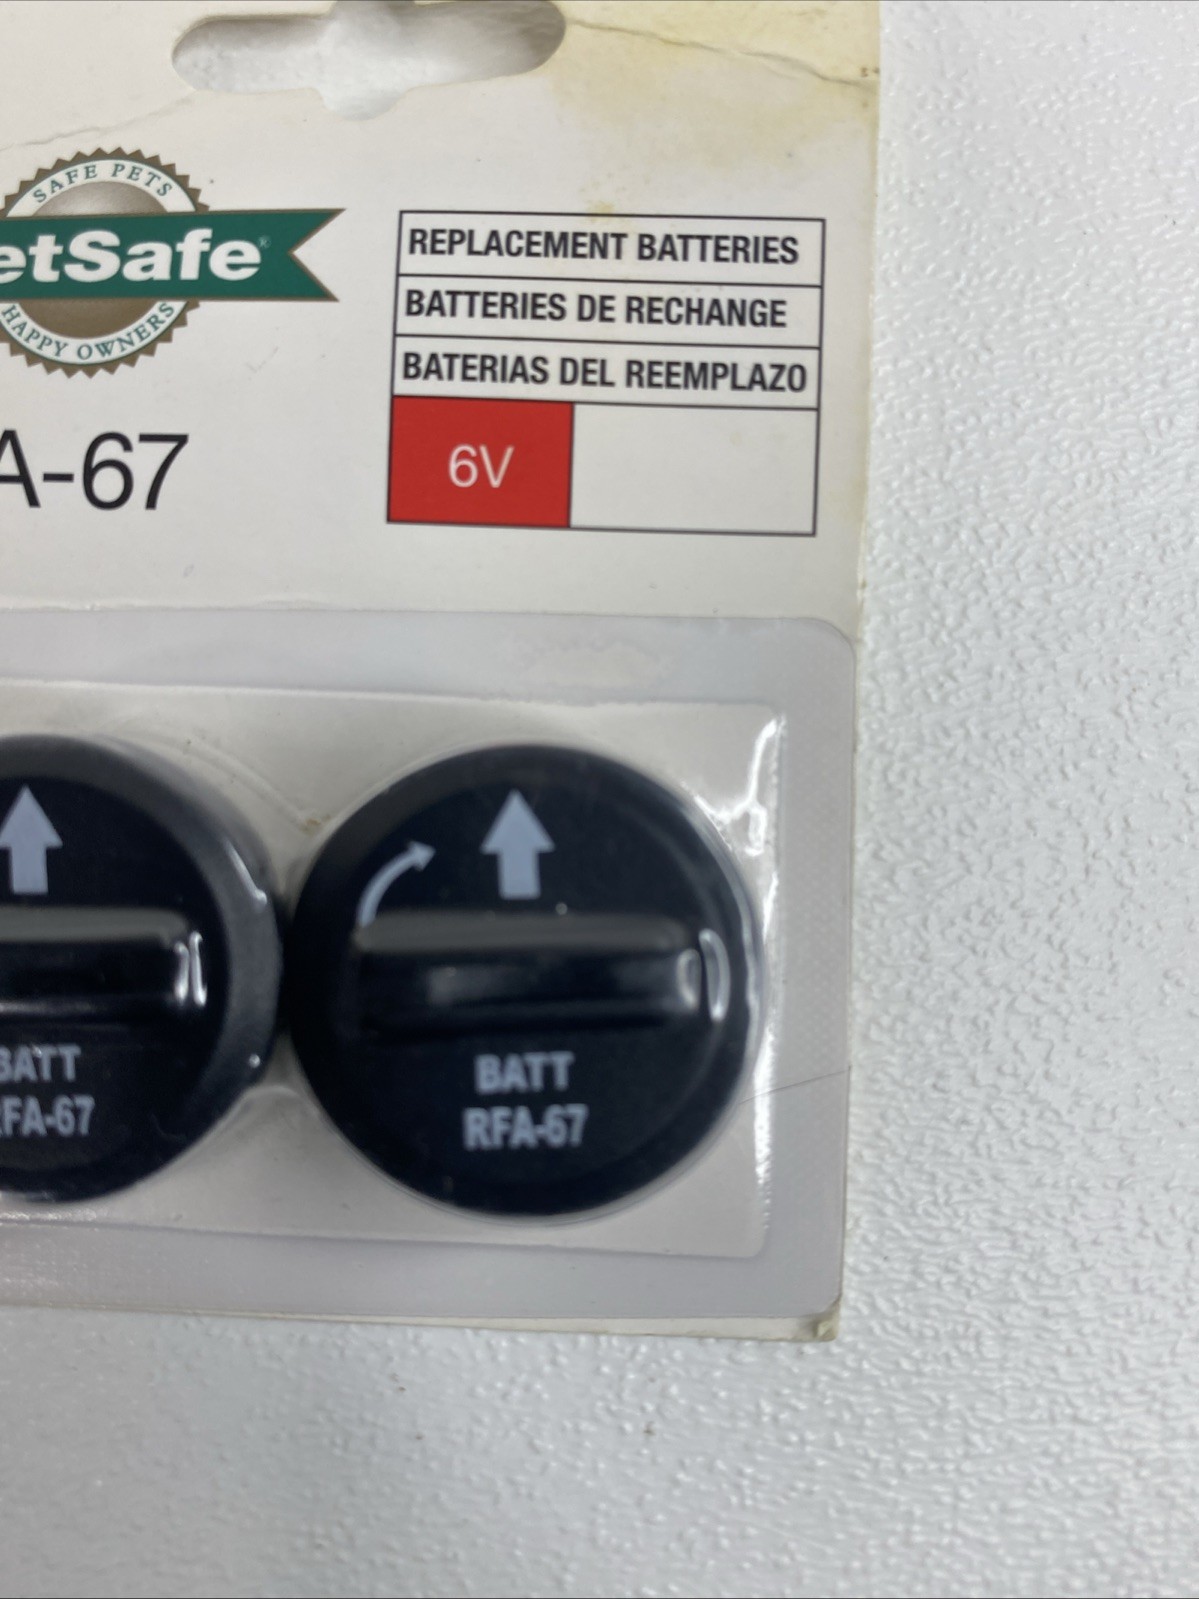 SAFE PETS
etSafe®
HAPPY OWNERS
A-67
REPLACEMENT BATTERIES
BATTERIES DE RECHANGE
BATERIAS DEL REEMPLAZO
6V
BATT
RFA-67
BATT
RFA-67